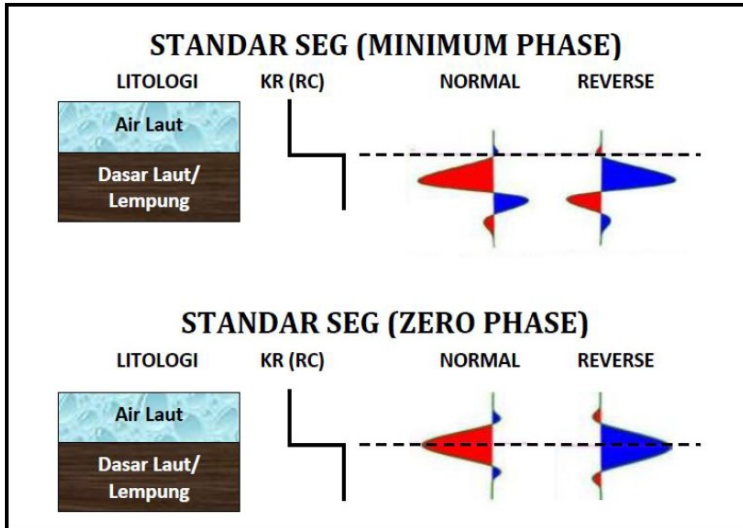 STANDAR SEG (MINIMUM PHASE)
LITOLOGI KR (RC) NORMAL REVERSE
Air Laut
Dasar Laut/
Lempung
STANDAR SEG (ZERO PHASE)
LITOLOGI KR (RC) NORMAL REVERSE
Air Laut
Dasar Laut/
Lempung